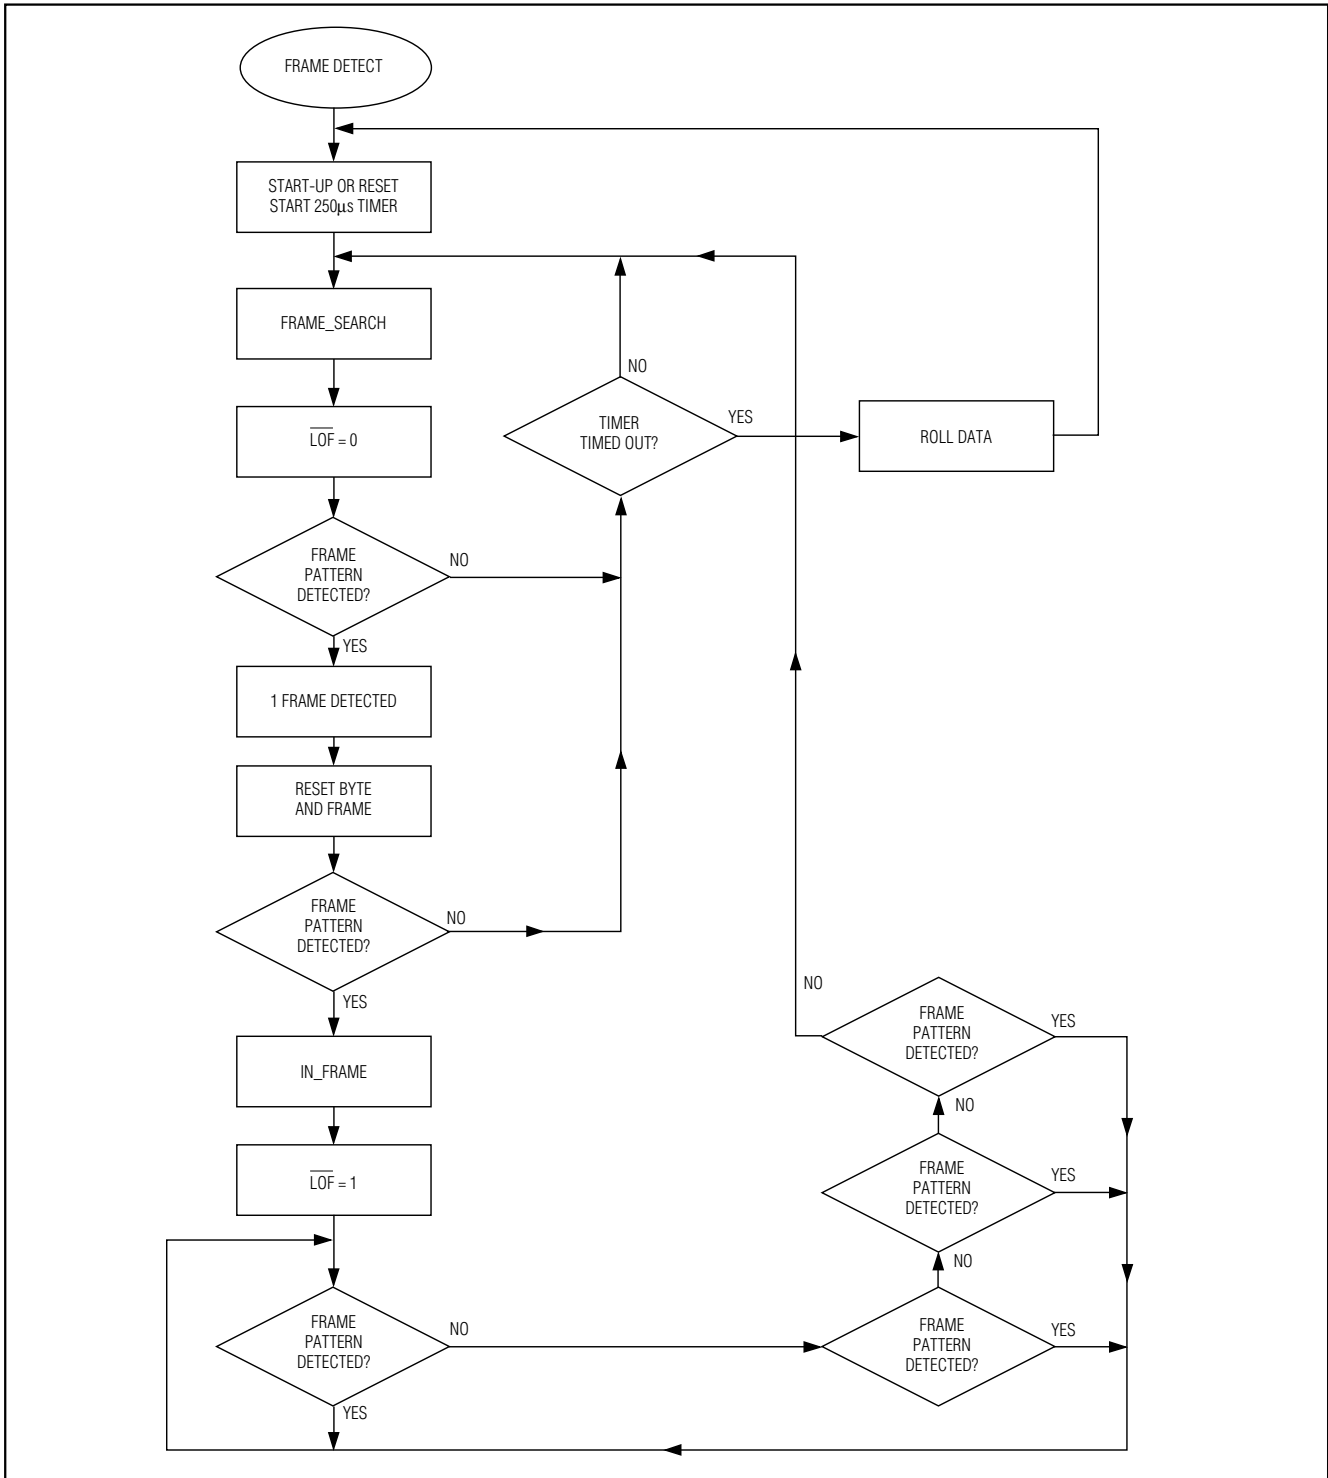 FRAME DETECT
START-UP OR RESET
START 250μs TIMER
FRAME_SEARCH
NO
TIMER
TIMED OUT?
YES
ROLL DATA
L̅O̅F̅ = 0
FRAME
PATTERN
DETECTED?
NO
YES
1 FRAME DETECTED
RESET BYTE
AND FRAME
FRAME
PATTERN
DETECTED?
NO
YES
IN_FRAME
L̅O̅F̅ = 1
FRAME
PATTERN
DETECTED?
NO
YES
NO
FRAME
PATTERN
DETECTED?
YES
NO
FRAME
PATTERN
DETECTED?
YES
NO
FRAME
PATTERN
DETECTED?
YES